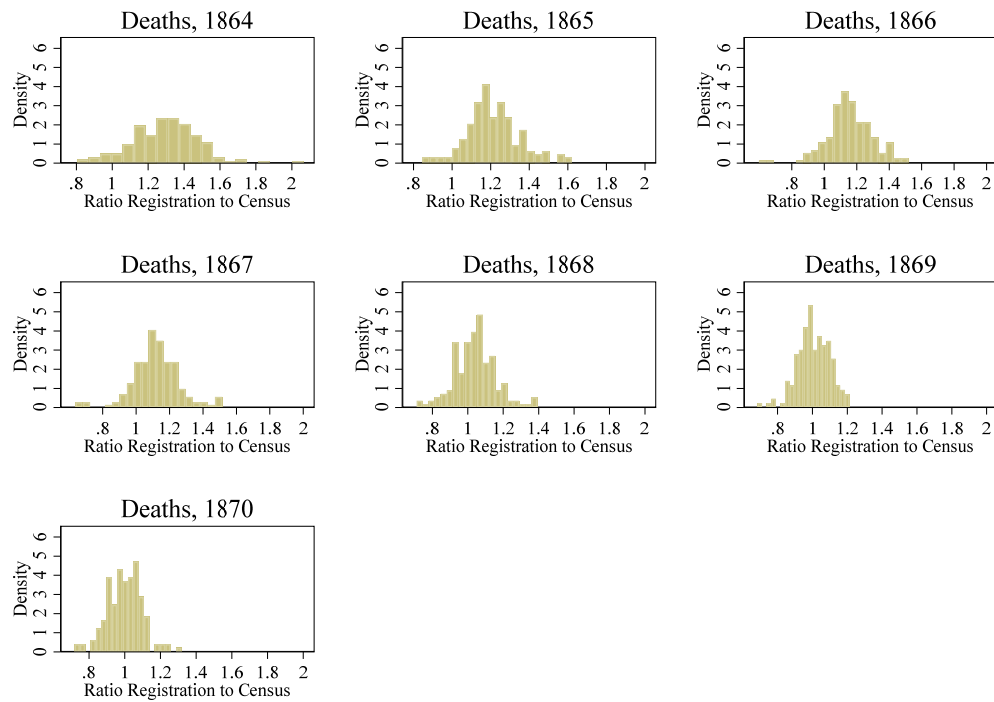 Deaths, 1864
Density
0 1 2 3 4 5 6
.8 1 1.2 1.4 1.6 1.8 2
Ratio Registration to Census
Deaths, 1865
Density
0 1 2 3 4 5 6
.8 1 1.2 1.4 1.6 1.8 2
Ratio Registration to Census
Deaths, 1866
Density
0 1 2 3 4 5 6
.8 1 1.2 1.4 1.6 1.8 2
Ratio Registration to Census
Deaths, 1867
Density
0 1 2 3 4 5 6
.8 1 1.2 1.4 1.6 1.8 2
Ratio Registration to Census
Deaths, 1868
Density
0 1 2 3 4 5 6
.8 1 1.2 1.4 1.6 1.8 2
Ratio Registration to Census
Deaths, 1869
Density
0 1 2 3 4 5 6
.8 1 1.2 1.4 1.6 1.8 2
Ratio Registration to Census
Deaths, 1870
Density
0 1 2 3 4 5 6
.8 1 1.2 1.4 1.6 1.8 2
Ratio Registration to Census